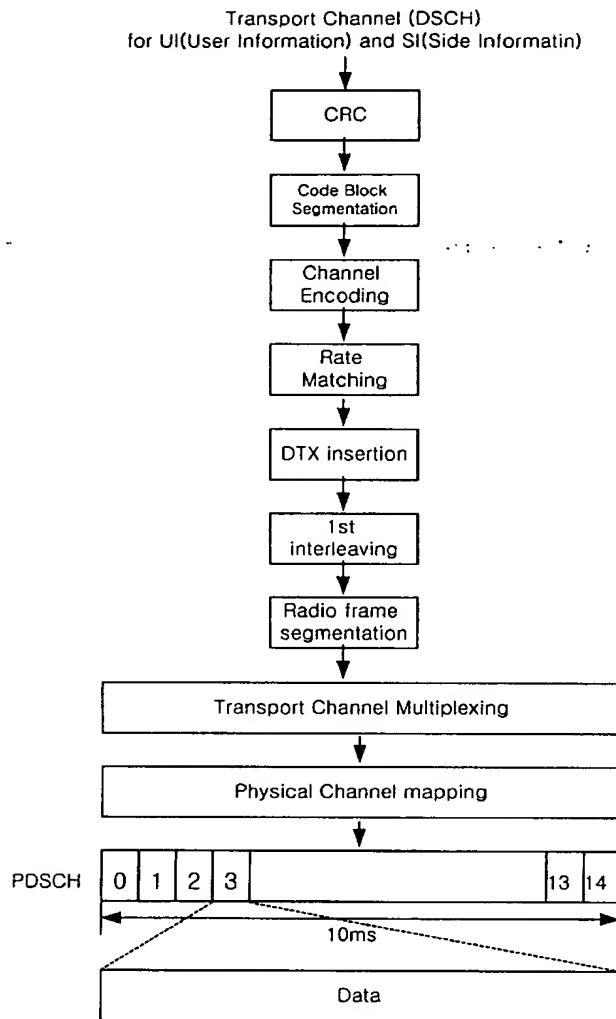 Transport Channel (DSCH)
for UI(User Information) and SI(Side Informatin)
CRC
Code Block
Segmentation
Channel
Encoding
Rate
Matching
DTX insertion
1st
interleaving
Radio frame
segmentation
Transport Channel Multiplexing
Physical Channel mapping
PDSCH 0 1 2 3 13 14
10ms
Data